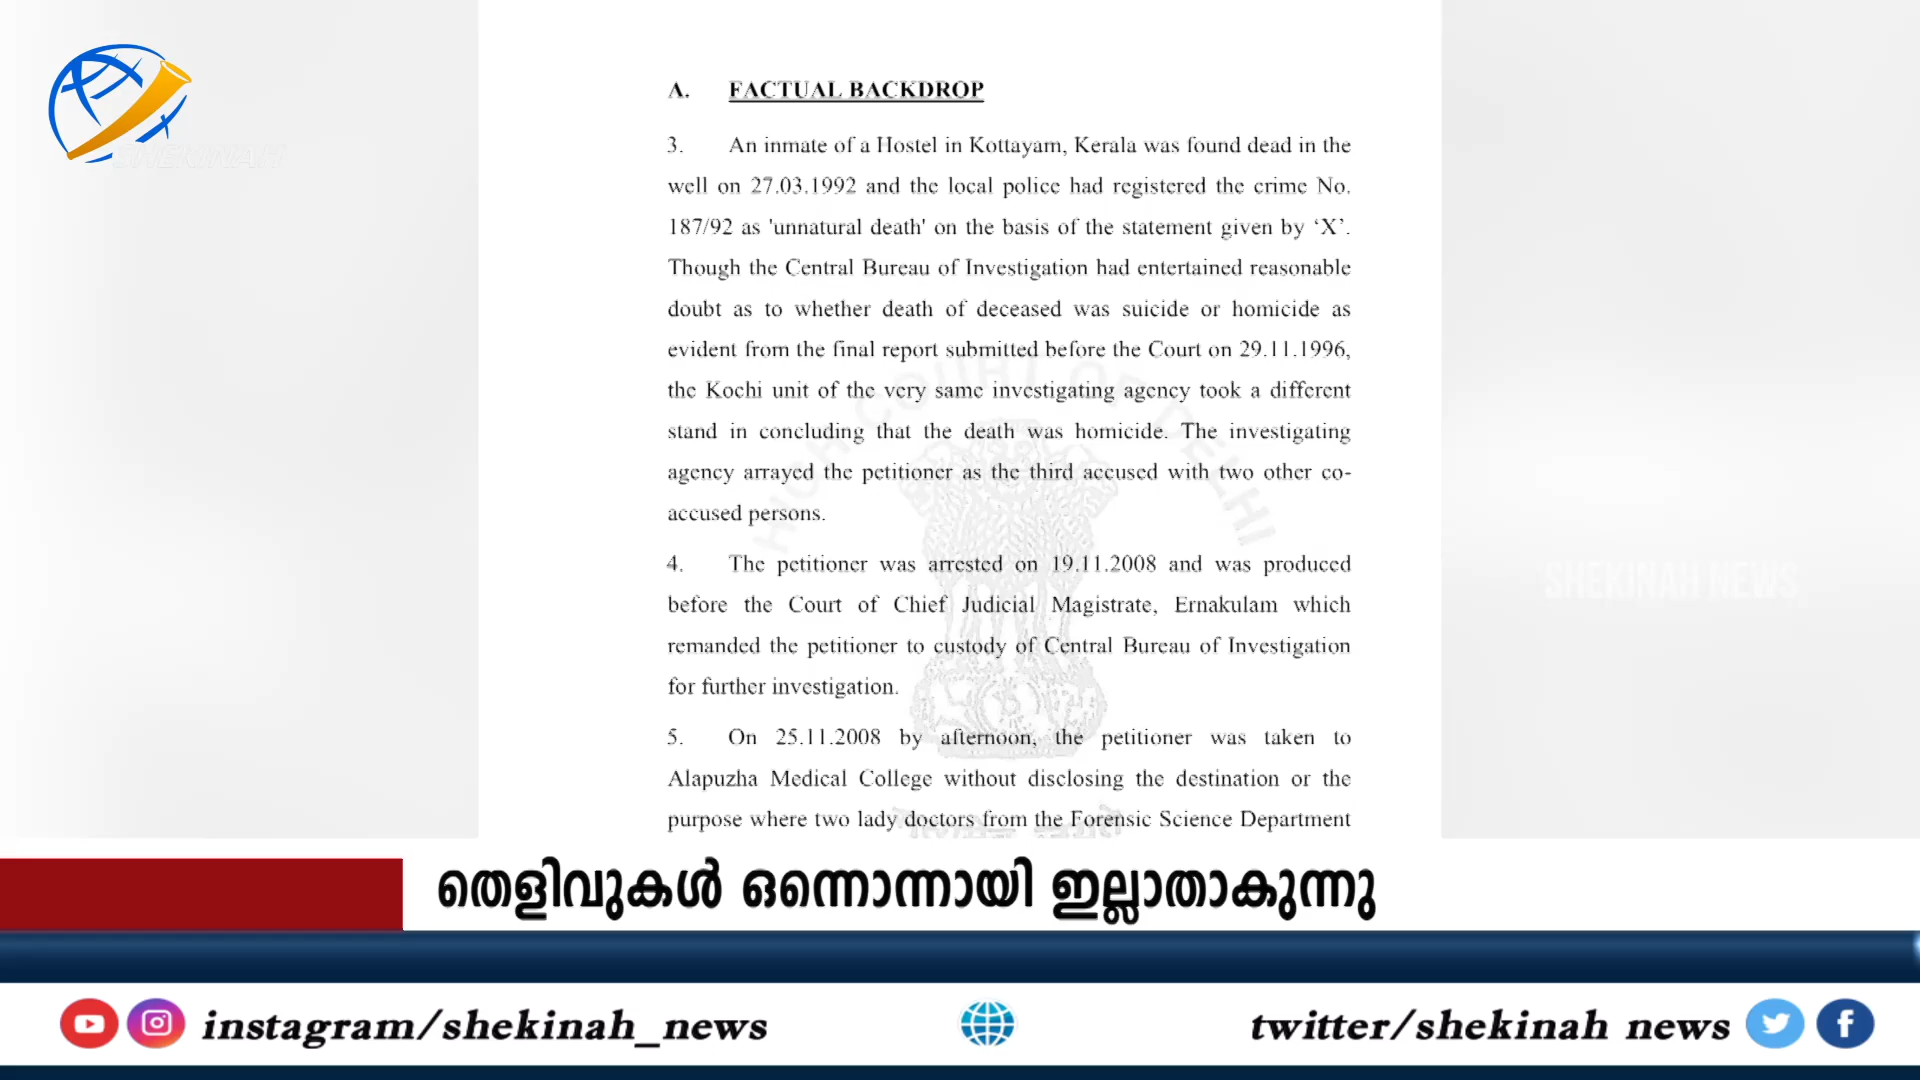 SHEKINAH
A. FACTUAL BACKDROP
3. An inmate of a Hostel in Kottayam, Kerala was found dead in the
well on 27.03.1992 and the local police had registered the crime No.
187/92 as 'unnatural death' on the basis of the statement given by ‘X’.
Though the Central Bureau of Investigation had entertained reasonable
doubt as to whether death of deceased was suicide or homicide as
evident from the final report submitted before the Court on 29.11.1996,
the Kochi unit of the very same investigating agency took a different
stand in concluding that the death was homicide. The investigating
agency arrayed the petitioner as the third accused with two other co-
accused persons.
4. The petitioner was arrested on 19.11.2008 and was produced
before the Court of Chief Judicial Magistrate, Ernakulam which
remanded the petitioner to custody of Central Bureau of Investigation
for further investigation.
5. On 25.11.2008 by afternoon, the petitioner was taken to
Alapuzha Medical College without disclosing the destination or the
purpose where two lady doctors from the Forensic Science Department
HIGH COURT OF DELHI
SHEKINAH NEWS
തെളിവുകൾ ഒന്നൊന്നായി ഇല്ലാതാകുന്നു
instagram/shekinah_news
twitter/shekinah news